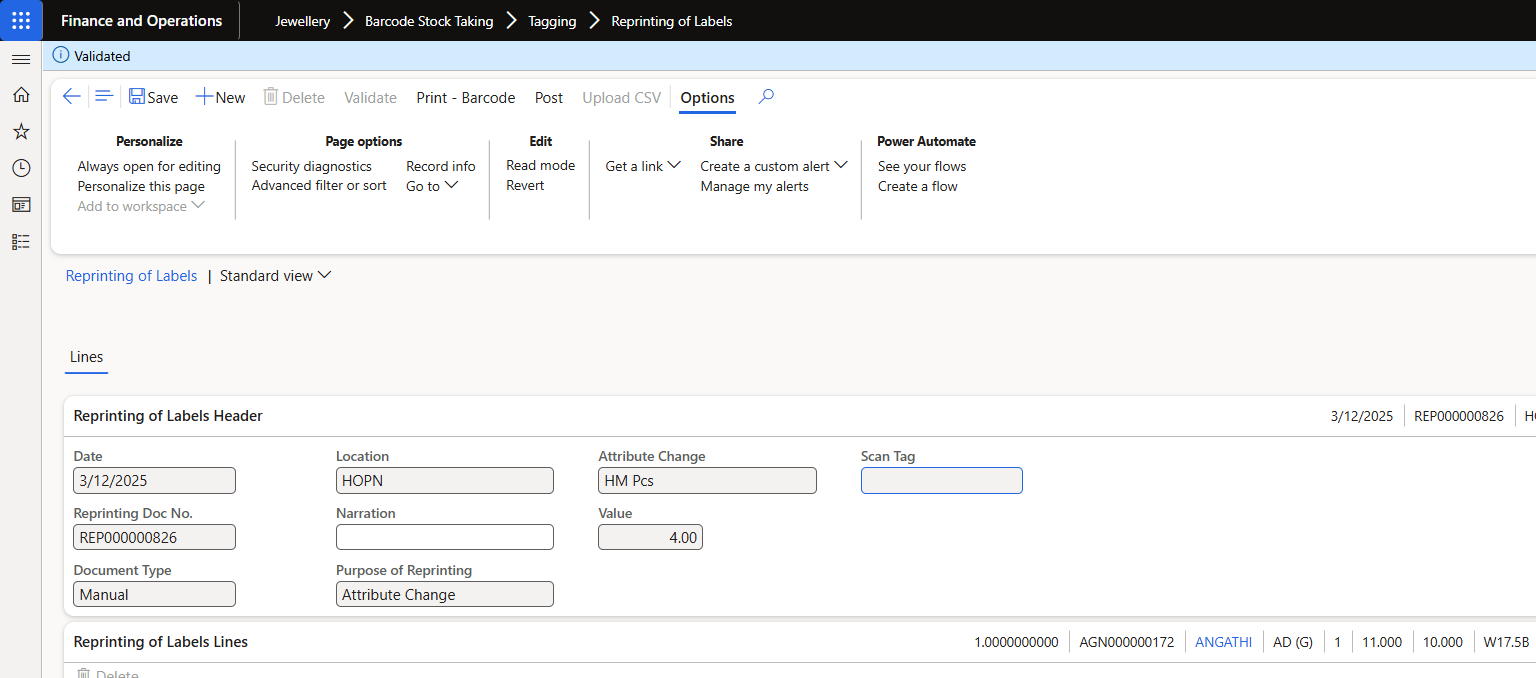 Finance and Operations Jewellery Barcode Stock Taking Tagging Reprinting of Labels
Validated
Save New Delete Validate Print - Barcode Post Upload CSV Options
Personalize
Always open for editing
Personalize this page
Add to workspace
Page options
Security diagnostics
Advanced filter or sort
Record info
Go to
Edit
Read mode
Revert
Share
Get a link
Create a custom alert
Manage my alerts
Power Automate
See your flows
Create a flow
Reprinting of Labels | Standard view
Lines
Reprinting of Labels Header 3/12/2025 REP000000826
Date
3/12/2025
Reprinting Doc No.
REP000000826
Document Type
Manual
Location
HOPN
Narration
Purpose of Reprinting
Attribute Change
Attribute Change
HM Pcs
Value
4.00
Scan Tag
Reprinting of Labels Lines 1.0000000000 AGN000000172 ANGATHI AD (G) 1 11.000 10.000 W17.5B
Delete